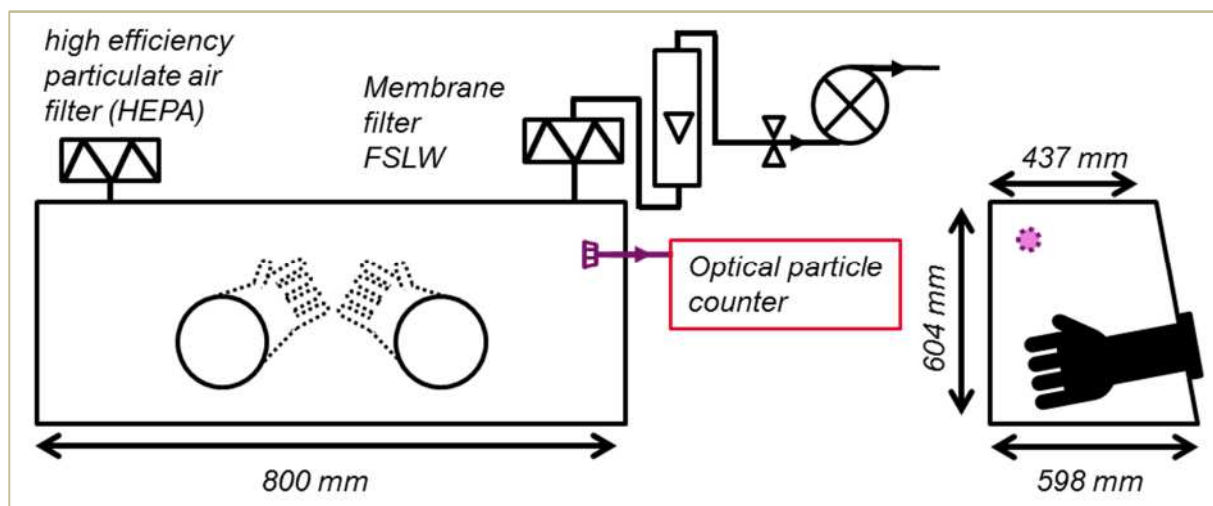 high efficiency
particulate air
filter (HEPA)
Membrane
filter
FSLW
Optical particle
counter
800 mm
437 mm
604 mm
598 mm